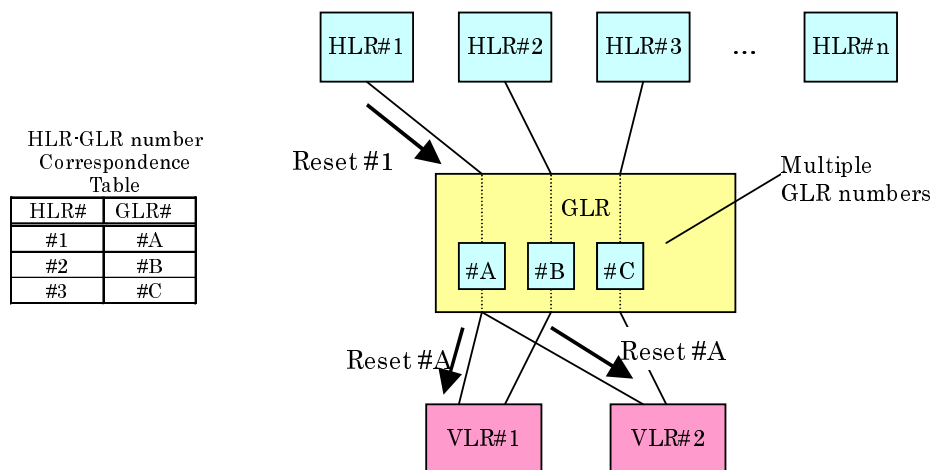 HLR#1
HLR#2
HLR#3
...
HLR#n
HLR-GLR number
Correspondence
Table
HLR# GLR#
#1 #A
#2 #B
#3 #C
Reset #1
Multiple
GLR numbers
GLR
#A
#B
#C
Reset #A
Reset #A
VLR#1
VLR#2